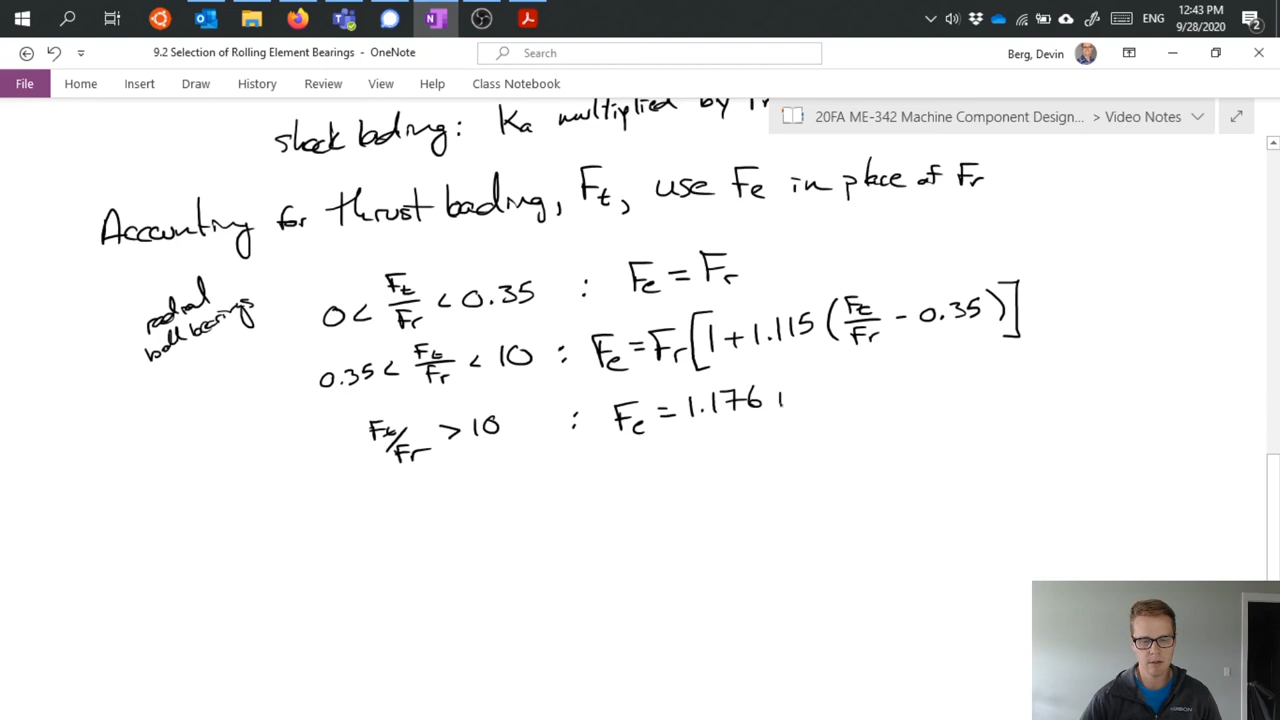 12:43 PM
ENG
9/28/2020
2
9.2 Selection of Rolling Element Bearings - OneNote
Search
Berg, Devin
File Home Insert Draw View History Review View Help Class Notebook
20FA ME-342 Machine Component Design... > Video Notes
shock loading: Ka multiplied by Fr
Accounting for thrust loading, Ft, use Fe in place of Fr
radial
ball bearings
0 < Ft/Fr < 0.35 : Fe = Fr
0.35 < Ft/Fr < 10 : Fe = Fr[1 + 1.115 (Ft/Fr - 0.35)]
Ft/Fr > 10 : Fe = 1.176